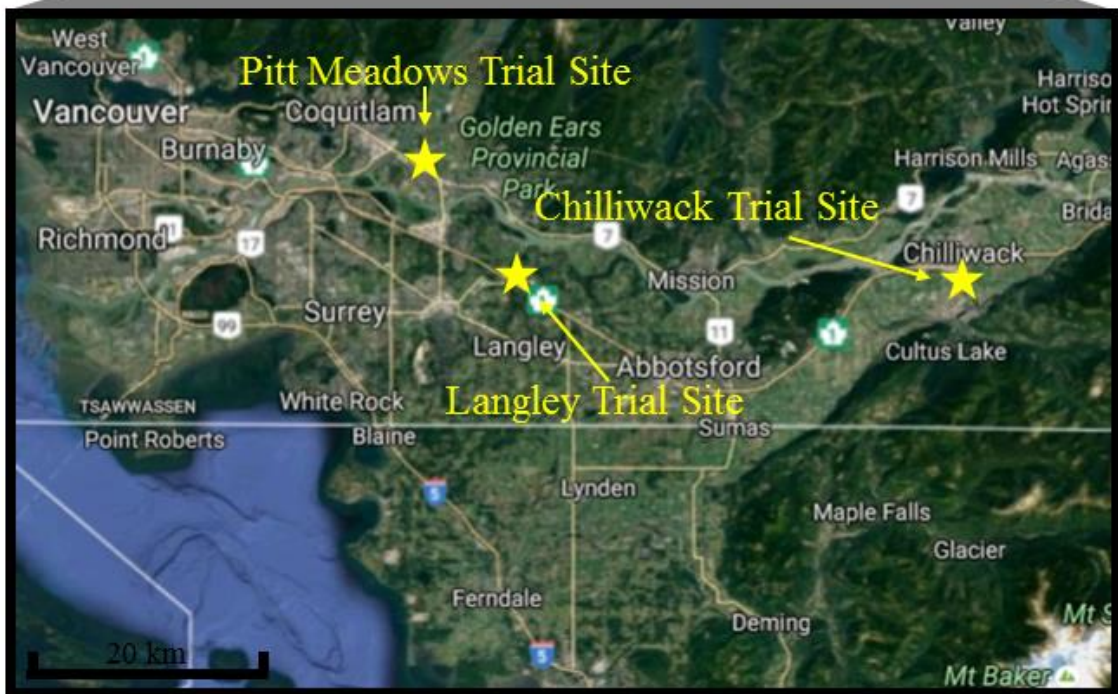 West
Vancouver
1
Valley
Pitt Meadows Trial Site
Harriso
Hot Sprin
Vancouver
Coquitlam
Golden Ears
Provincial
Park
Burnaby
Harrison Mills
Agas
7
Chilliwack Trial Site
Brida
Richmond
17
7
Chilliwack
Mission
Surrey
99
11
1
Langley
Abbotsford
Cultus Lake
Langley Trial Site
TSAWWASSEN
White Rock
Point Roberts
Blaine
Sumas
5
Lynden
Maple Falls
Glacier
Ferndale
Deming
Mt S
20 km
5
Mt Baker